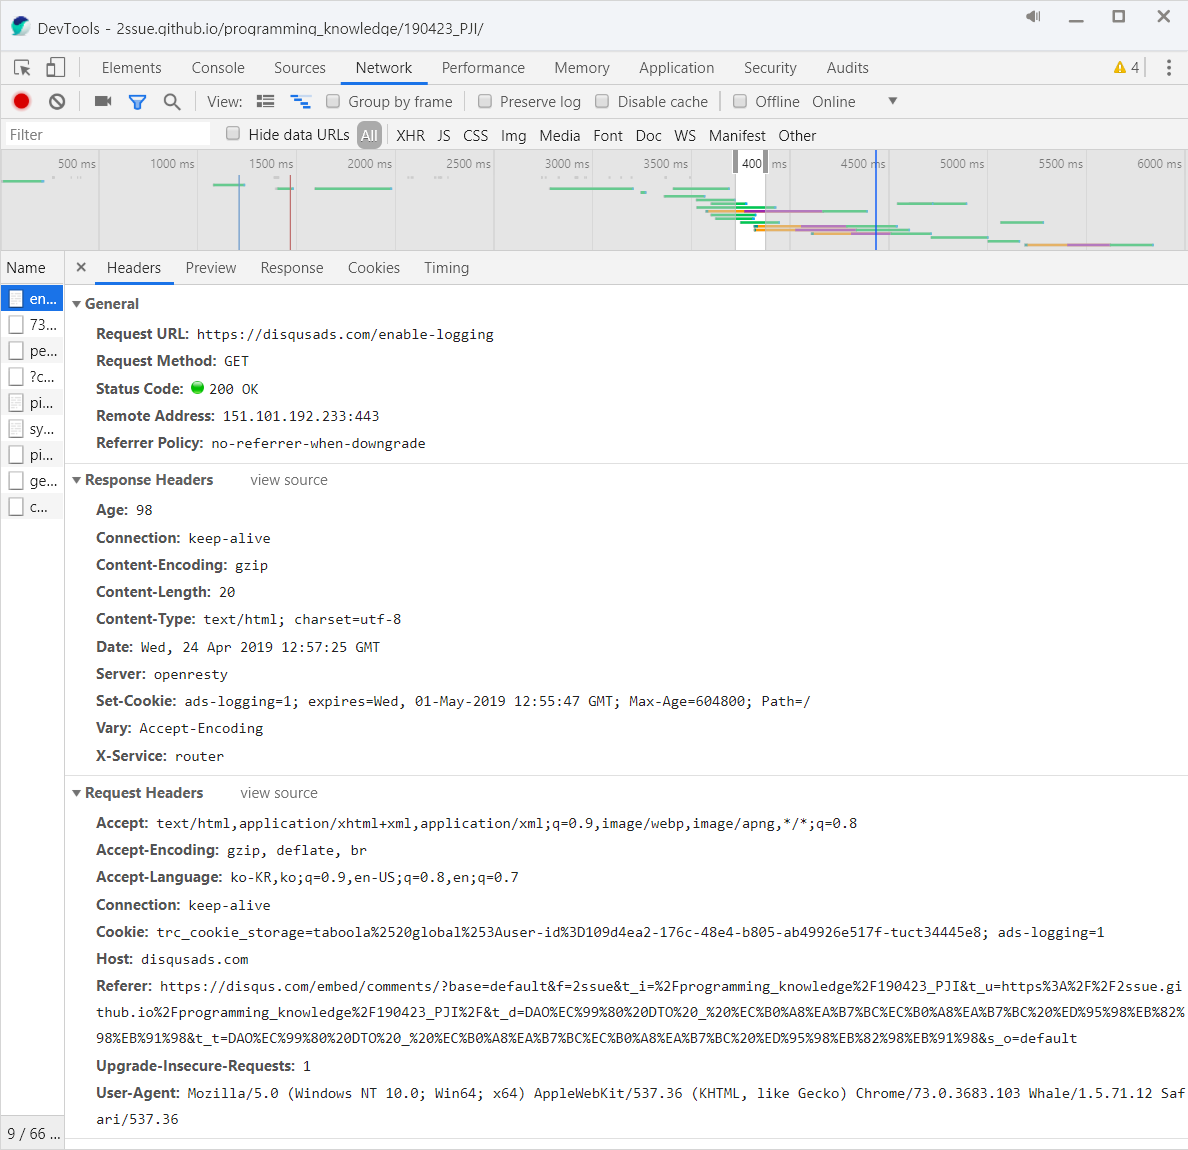 DevTools - 2ssue.github.io/programming_knowledge/190423_PJI/
Elements Console Sources Network Performance Memory Application Security Audits 4
View: Group by frame Preserve log Disable cache Offline Online
Filter Hide data URLs All XHR JS CSS Img Media Font Doc WS Manifest Other
500 ms 1000 ms 1500 ms 2000 ms 2500 ms 3000 ms 3500 ms 400 ms 4500 ms 5000 ms 5500 ms 6000 ms
Name × Headers Preview Response Cookies Timing
en...
73...
pe...
?c...
pi...
sy...
pi...
ge...
c...
General
Request URL: https://disqusads.com/enable-logging
Request Method: GET
Status Code: 200 OK
Remote Address: 151.101.192.233:443
Referrer Policy: no-referrer-when-downgrade
Response Headers view source
Age: 98
Connection: keep-alive
Content-Encoding: gzip
Content-Length: 20
Content-Type: text/html; charset=utf-8
Date: Wed, 24 Apr 2019 12:57:25 GMT
Server: openresty
Set-Cookie: ads-logging=1; expires=Wed, 01-May-2019 12:55:47 GMT; Max-Age=604800; Path=/
Vary: Accept-Encoding
X-Service: router
Request Headers view source
Accept: text/html,application/xhtml+xml,application/xml;q=0.9,image/webp,image/apng,*/*;q=0.8
Accept-Encoding: gzip, deflate, br
Accept-Language: ko-KR,ko;q=0.9,en-US;q=0.8,en;q=0.7
Connection: keep-alive
Cookie: trc_cookie_storage=taboola%2520global%253Auser-id%3D109d4ea2-176c-48e4-b805-ab49926e517f-tuct34445e8; ads-logging=1
Host: disqusads.com
Referer: https://disqus.com/embed/comments/?base=default&f=2ssue&t_i=%2Fprogramming_knowledge%2F190423_PJI&t_u=https%3A%2F%2F2ssue.gi
thub.io%2Fprogramming_knowledge%2F190423_PJI%2F&t_d=DAO%EC%99%80%20DTO%20_%20%EC%B0%A8%EA%B7%BC%EC%B0%A8%EA%B7%BC%20%ED%95%98%EB%82%
98%EB%91%98&t_t=DAO%EC%99%80%20DTO%20_%20%EC%B0%A8%EA%B7%BC%EC%B0%A8%EA%B7%BC%20%ED%95%98%EB%82%98%EB%91%98&s_o=default
Upgrade-Insecure-Requests: 1
User-Agent: Mozilla/5.0 (Windows NT 10.0; Win64; x64) AppleWebKit/537.36 (KHTML, like Gecko) Chrome/73.0.3683.103 Whale/1.5.71.12 Saf
ari/537.36
9 / 66 ...